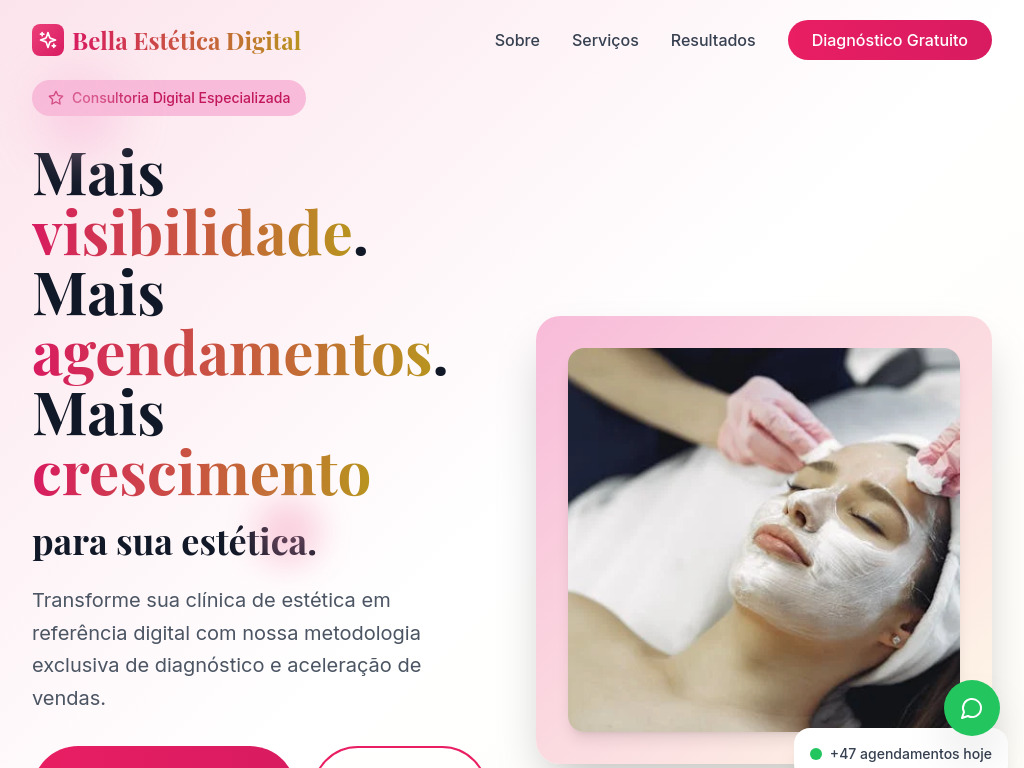 Bella Estética Digital
Sobre
Serviços
Resultados
Diagnóstico Gratuito
Consultoria Digital Especializada
Mais
visibilidade.
Mais
agendamentos.
Mais
crescimento
para sua estética.
Transforme sua clínica de estética em
referência digital com nossa metodologia
exclusiva de diagnóstico e aceleração de
vendas.
+47 agendamentos hoje